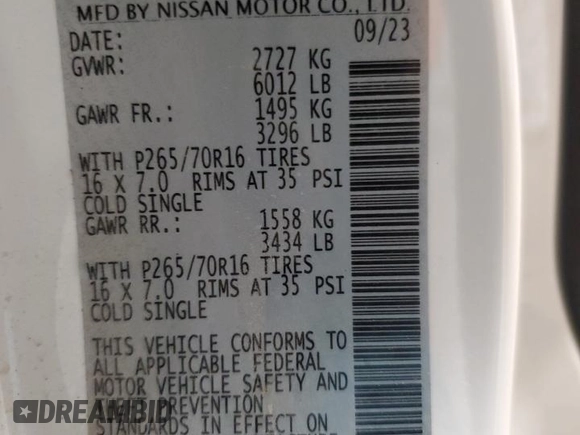 MFD BY NISSAN MOTOR CO., LTD.
DATE: 09/23
GVWR: 2727 KG
6012 LB
GAWR FR.: 1495 KG
3296 LB
WITH P265/70R16 TIRES
16 X 7.0 RIMS AT 35 PSI
COLD SINGLE
GAWR RR.: 1558 KG
3434 LB
WITH P265/70R16 TIRES
16 X 7.0 RIMS AT 35 PSI
COLD SINGLE
THIS VEHICLE CONFORMS TO
ALL APPLICABLE FEDERAL
MOTOR VEHICLE SAFETY AND
PREVENTION
STANDARDS IN EFFECT ON
DREAMBID